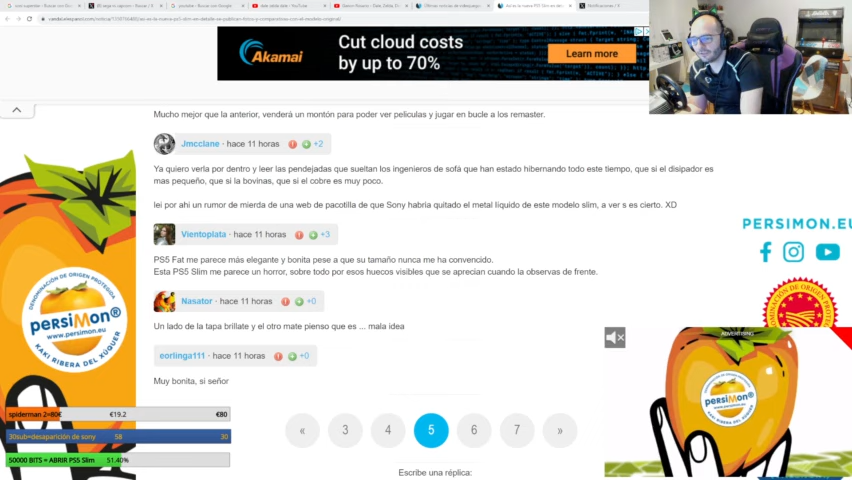 Akamai
Cut cloud costs
by up to 70%
Learn more
Mucho mejor que la anterior, venderá un montón para poder ver peliculas y jugar en bucle a los remaster.
Jmcclane · hace 11 horas
+2
Ya quiero verla por dentro y leer las pendejadas que sueltan los ingenieros de sofá que han estado hibernando todo este tiempo, que si el disipador es
mas pequeño, que si la bovinas, que si el cobre es muy poco.
lei por ahi un rumor de mierda de una web de pacotilla de que Sony habria quitado el metal líquido de este modelo slim, a ver s es cierto. XD
Vientoplata · hace 11 horas
+3
PS5 Fat me parece más elegante y bonita pese a que su tamaño nunca me ha convencido.
Esta PS5 Slim me parece un horror, sobre todo por esos huecos visibles que se aprecian cuando la observas de frente.
Nasator · hace 11 horas
+0
Un lado de la tapa brillate y el otro mate pienso que es ... mala idea
eorlinga111 · hace 11 horas
+0
Muy bonita, si señor
« 3 4 5 6 7 »
Escribe una réplica:
DENOMINACIÓN DE ORIGEN PROTEGIDA
persiMon®
www.persimon.eu
KAKI RIBERA DEL XÚQUER
PERSIMON.EU
ADVERTISING
persiMon®
spiderman 2=80€ €19.2 €80
30sub=desaparición de sony 58 30
50000 BITS = ABRIR PS5 Slim 51.40%